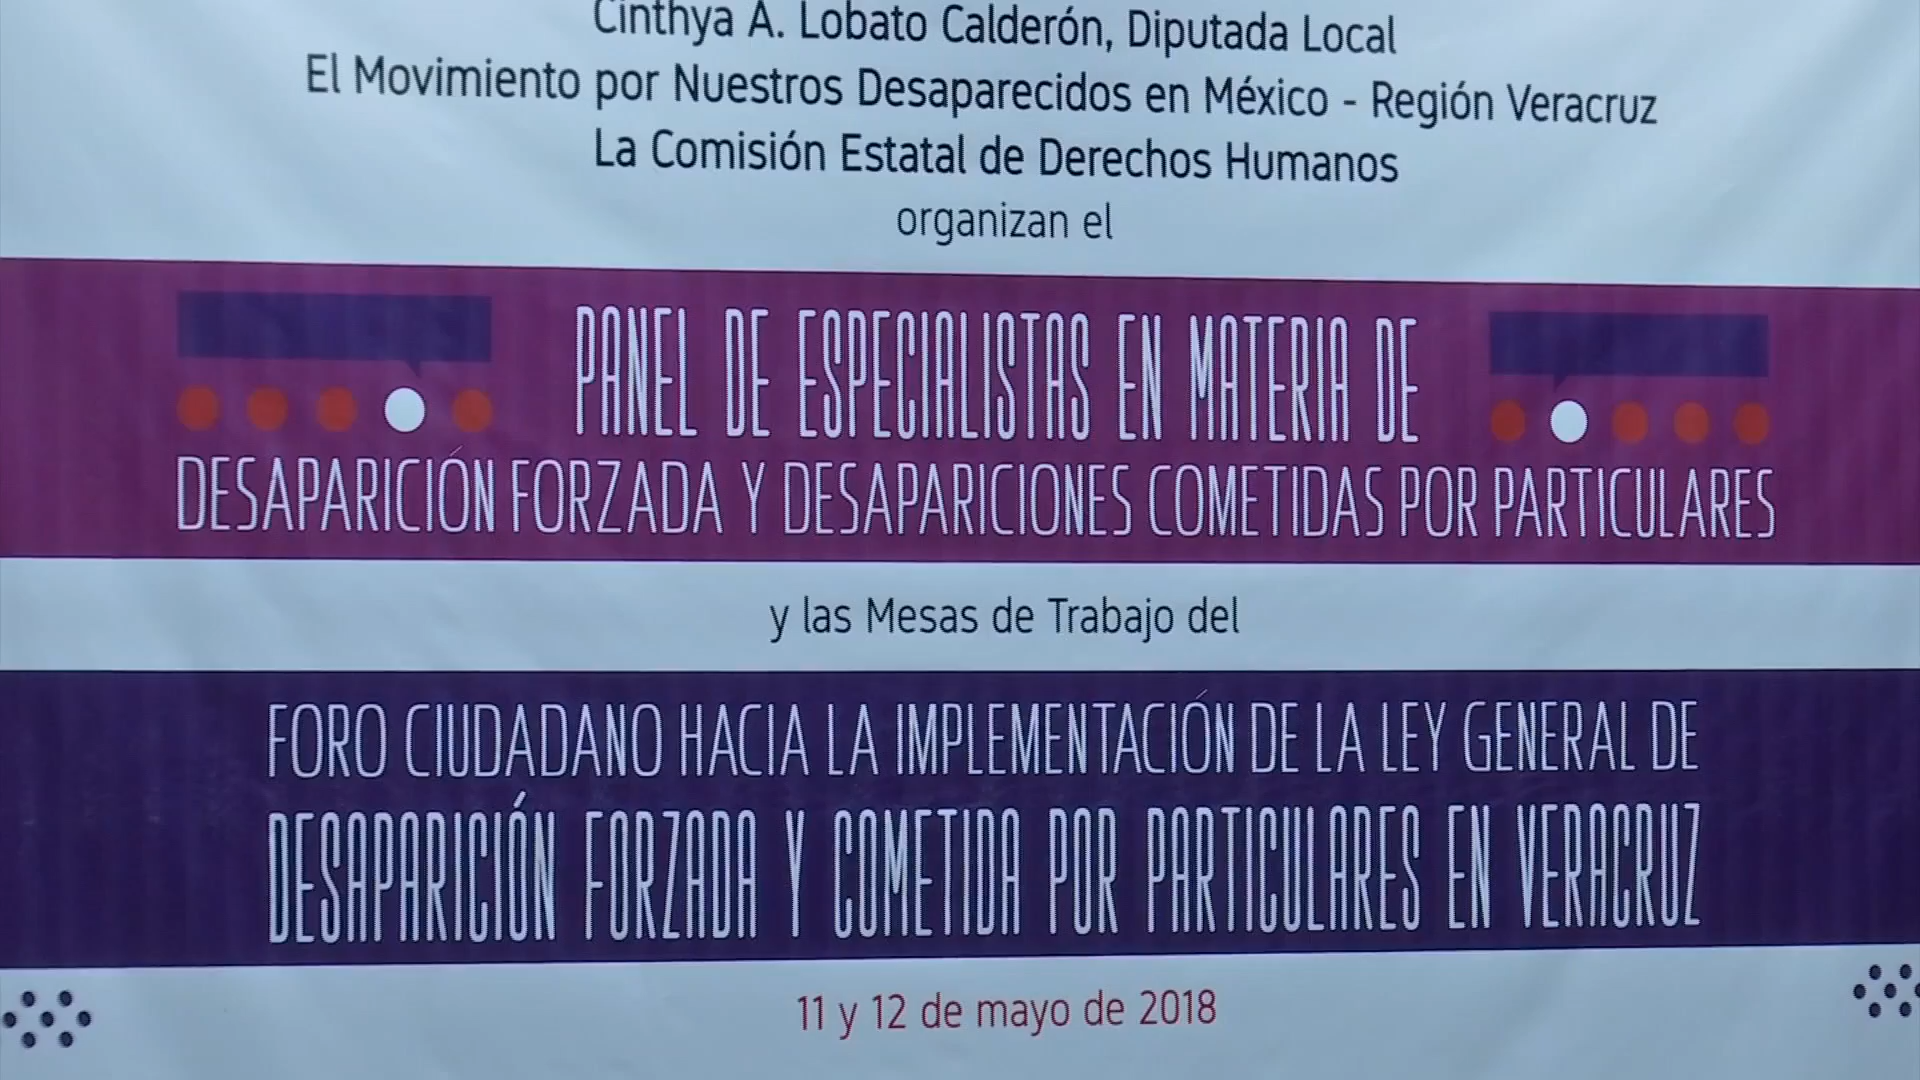 Cinthya A. Lobato Calderón, Diputada Local
El Movimiento por Nuestros Desaparecidos en México - Región Veracruz
La Comisión Estatal de Derechos Humanos
organizan el
PANEL DE ESPECIALISTAS EN MATERIA DE
DESAPARICIÓN FORZADA Y DESAPARICIONES COMETIDAS POR PARTICULARES
y las Mesas de Trabajo del
FORO CIUDADANO HACIA LA IMPLEMENTACIÓN DE LA LEY GENERAL DE
DESAPARICIÓN FORZADA Y COMETIDA POR PARTICULARES EN VERACRUZ
11 y 12 de mayo de 2018